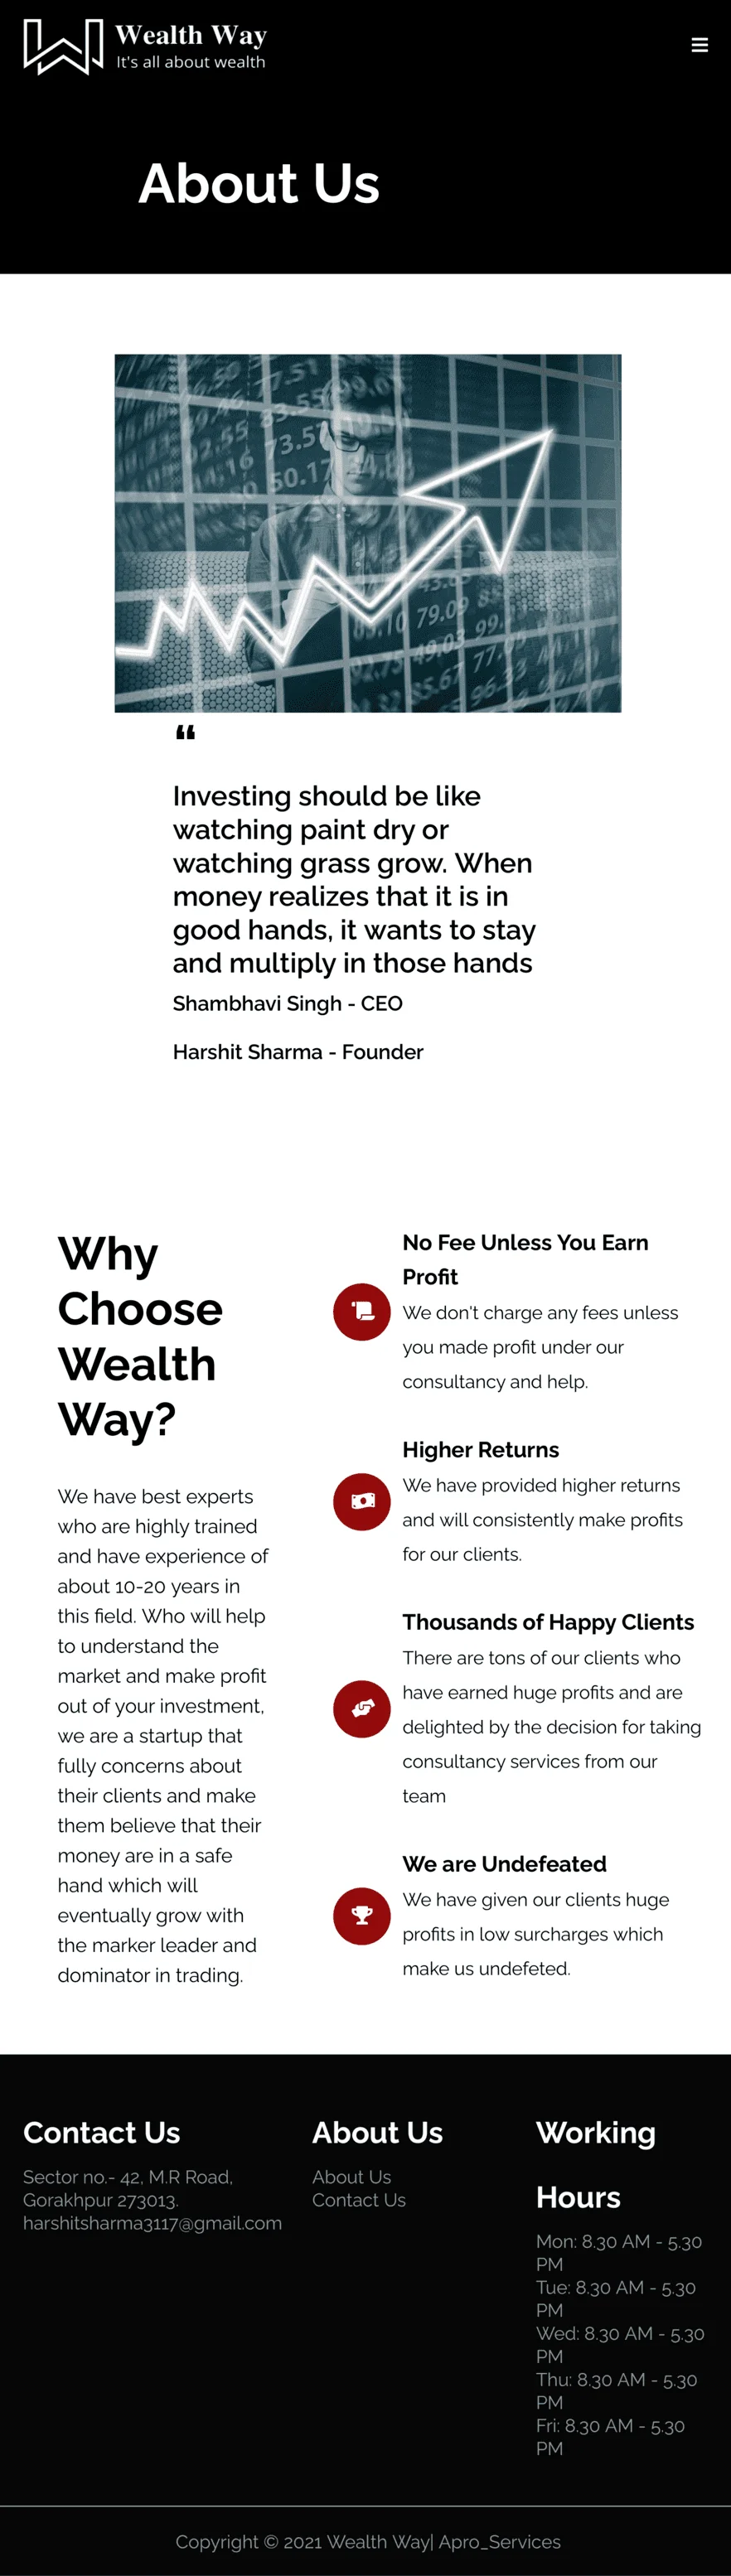 Wealth Way
It's all about wealth
About Us
73.57
50.17
79.09
“
Investing should be like
watching paint dry or
watching grass grow. When
money realizes that it is in
good hands, it wants to stay
and multiply in those hands
Shambhavi Singh - CEO
Harshit Sharma - Founder
Why
Choose
Wealth
Way?
We have best experts
who are highly trained
and have experience of
about 10-20 years in
this field. Who will help
to understand the
market and make profit
out of your investment,
we are a startup that
fully concerns about
their clients and make
them believe that their
money are in a safe
hand which will
eventually grow with
the marker leader and
dominator in trading.
No Fee Unless You Earn
Profit
We don't charge any fees unless
you made profit under our
consultancy and help.
Higher Returns
We have provided higher returns
and will consistently make profits
for our clients.
Thousands of Happy Clients
There are tons of our clients who
have earned huge profits and are
delighted by the decision for taking
consultancy services from our
team
We are Undefeated
We have given our clients huge
profits in low surcharges which
make us undefeted.
Contact Us
Sector no.- 42, M.R Road,
Gorakhpur 273013.
harshitsharma3117@gmail.com
About Us
About Us
Contact Us
Working
Hours
Mon: 8.30 AM - 5.30
PM
Tue: 8.30 AM - 5.30
PM
Wed: 8.30 AM - 5.30
PM
Thu: 8.30 AM - 5.30
PM
Fri: 8.30 AM - 5.30
PM
Copyright © 2021 Wealth Way| Apro_Services